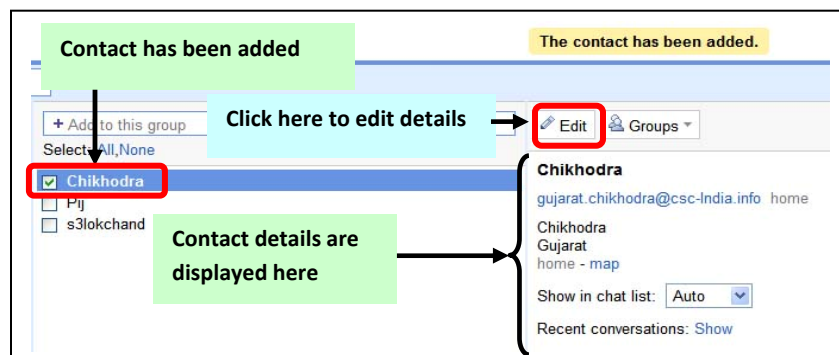 Contact has been added
The contact has been added.
+ Add to this group
Click here to edit details
Edit
Groups
Select: All,None
Chikhodra
Pij
s3lokchand
Contact details are
displayed here
Chikhodra
gujarat.chikhodra@csc-India.info home
Chikhodra
Gujarat
home - map
Show in chat list: Auto
Recent conversations: Show